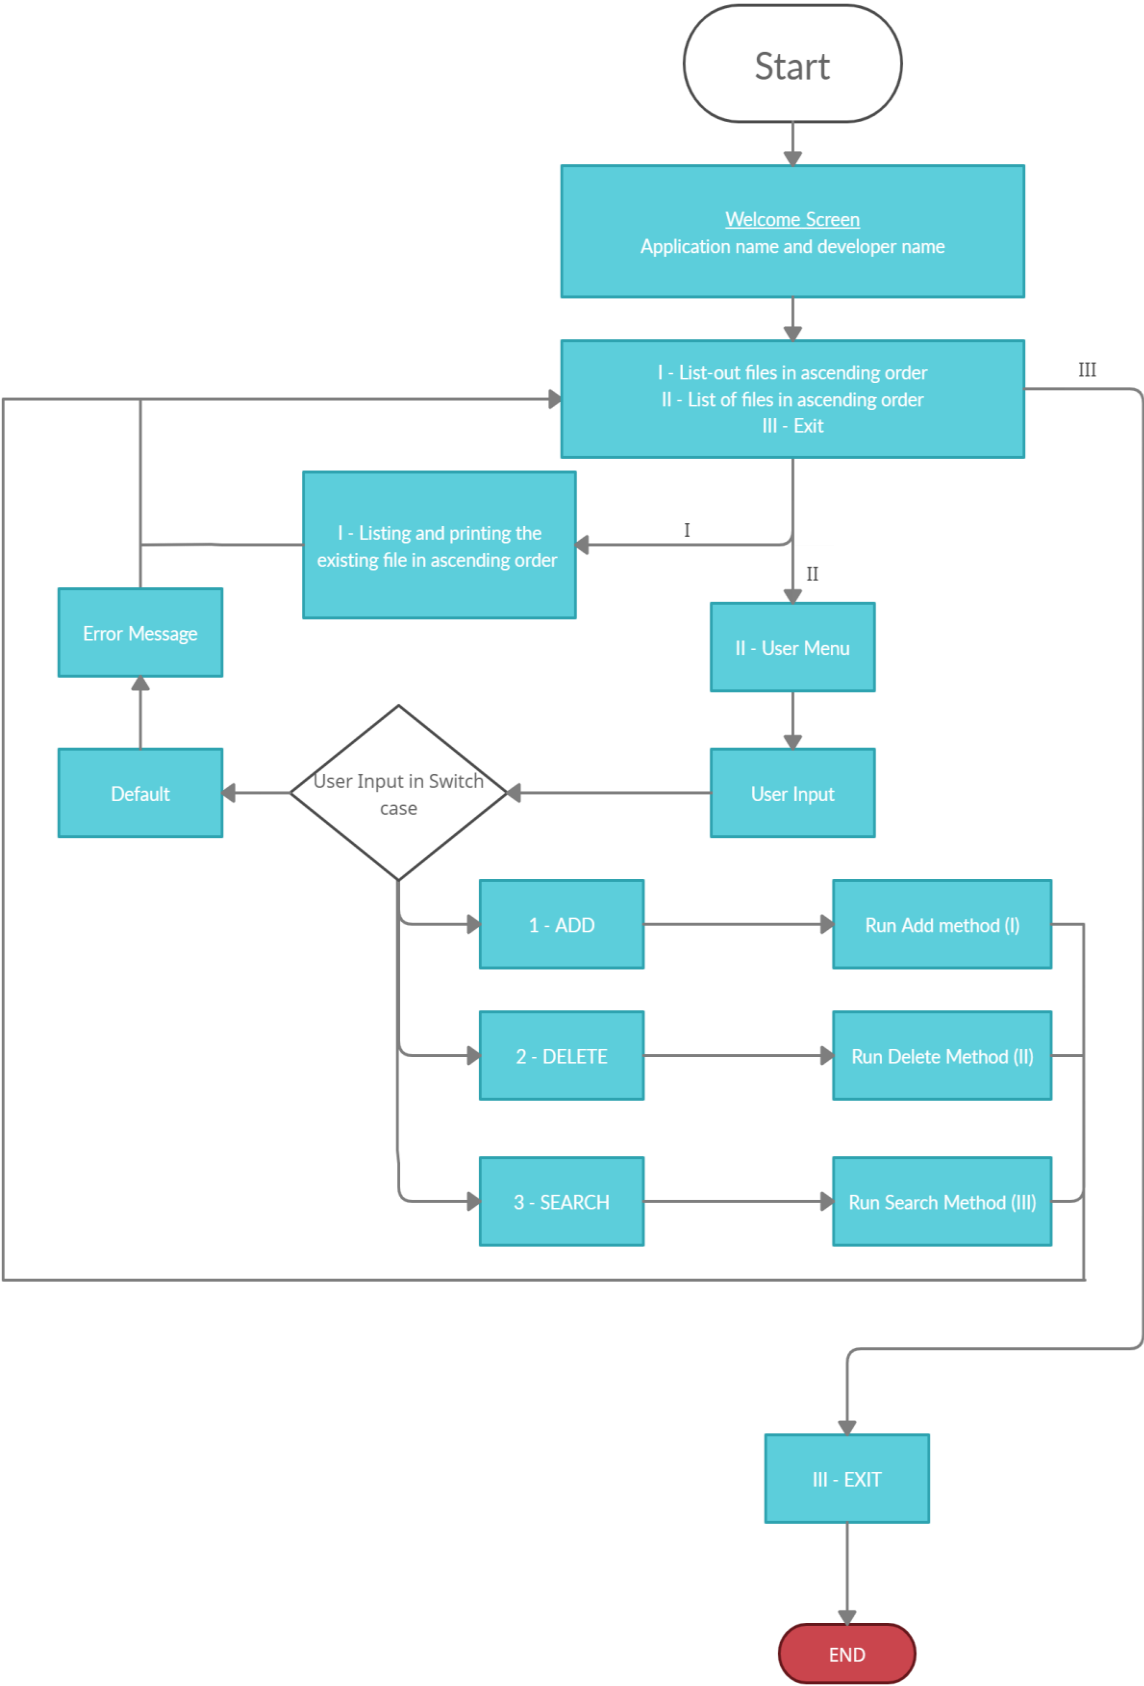 Start
Welcome Screen
Application name and developer name
I - List-out files in ascending order
II - List of files in ascending order
III - Exit
III
I - Listing and printing the
existing file in ascending order
I
II
Error Message
II - User Menu
Default
User Input in Switch
case
User Input
1 - ADD
Run Add method (I)
2 - DELETE
Run Delete Method (II)
3 - SEARCH
Run Search Method (III)
III - EXIT
END